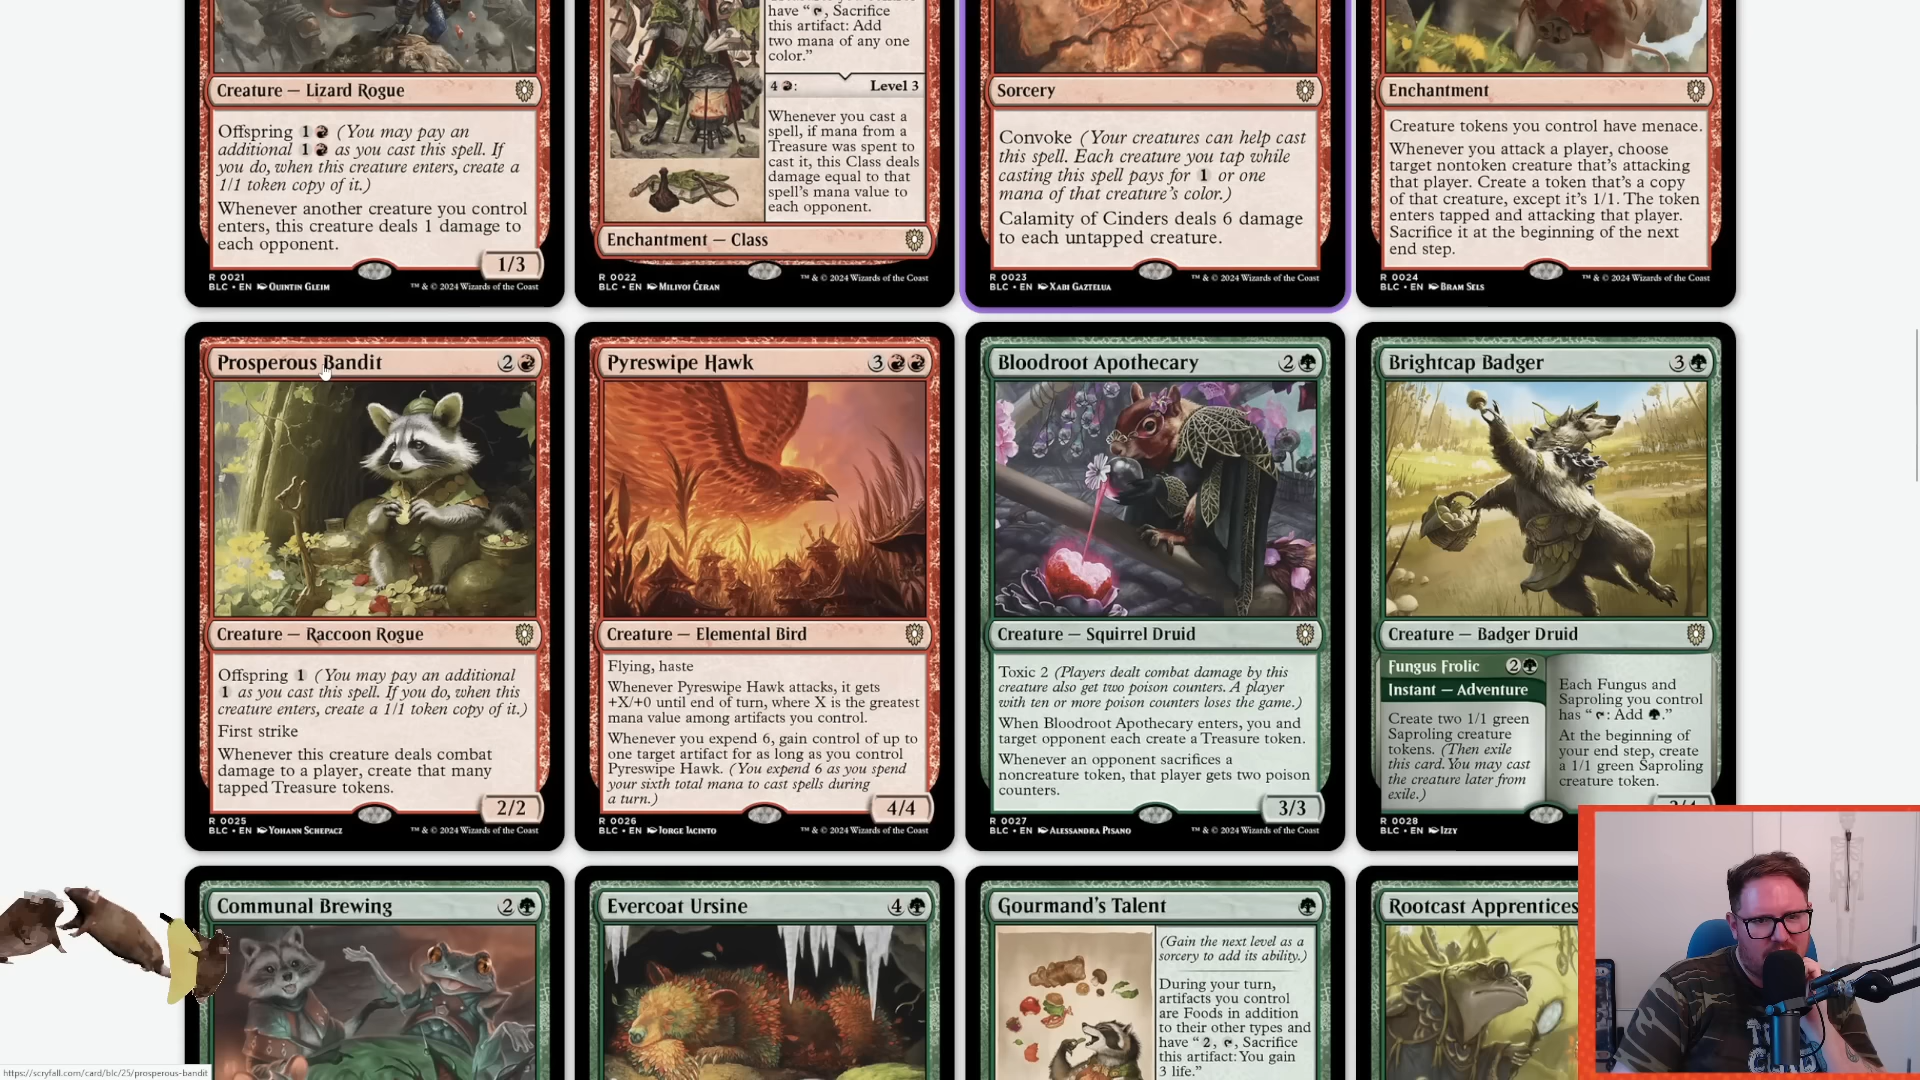 Creature — Lizard Rogue
Offspring 1 (You may pay an
additional 1 as you cast this spell. If
you do, when this creature enters, create a
1/1 token copy of it.)
Whenever another creature you control
enters, this creature deals 1 damage to
each opponent.
1/3
R 0021
BLC • EN Quintin Gleim
™ & © 2024 Wizards of the Coast
have “ , Sacrifice
this artifact: Add
two mana of any one
color.”
4 : Level 3
Whenever you cast a
spell, if mana from a
Treasure was spent to
cast it, this Class deals
damage equal to that
spell's mana value to
each opponent.
Enchantment — Class
R 0022
BLC • EN Milivoj Ćeran
™ & © 2024 Wizards of the Coast
Sorcery
Convoke (Your creatures can help cast
this spell. Each creature you tap while
casting this spell pays for 1 or one
mana of that creature's color.)
Calamity of Cinders deals 6 damage
to each untapped creature.
R 0023
BLC • EN Xabi Gaztelua
™ & © 2024 Wizards of the Coast
Enchantment
Creature tokens you control have menace.
Whenever you attack a player, choose
target nontoken creature that's attacking
that player. Create a token that's a copy
of that creature, except it's 1/1. The token
enters tapped and attacking that player.
Sacrifice it at the beginning of the next
end step.
R 0024
BLC • EN Bram Sels
™ & © 2024 Wizards of the Coast
Prosperous Bandit 2
Creature — Raccoon Rogue
Offspring 1 (You may pay an additional
1 as you cast this spell. If you do, when this
creature enters, create a 1/1 token copy of it.)
First strike
Whenever this creature deals combat
damage to a player, create that many
tapped Treasure tokens.
2/2
R 0025
BLC • EN Yohann Schepacz
™ & © 2024 Wizards of the Coast
Pyreswipe Hawk 3
Creature — Elemental Bird
Flying, haste
Whenever Pyreswipe Hawk attacks, it gets
+X/+0 until end of turn, where X is the greatest
mana value among artifacts you control.
Whenever you expend 6, gain control of up to
one target artifact for as long as you control
Pyreswipe Hawk. (You expend 6 as you spend
your sixth total mana to cast spells during
a turn.)
4/4
R 0026
BLC • EN Jorge Jacinto
™ & © 2024 Wizards of the Coast
Bloodroot Apothecary 2
Creature — Squirrel Druid
Toxic 2 (Players dealt combat damage by this
creature also get two poison counters. A player
with ten or more poison counters loses the game.)
When Bloodroot Apothecary enters, you and
target opponent each create a Treasure token.
Whenever an opponent sacrifices a
noncreature token, that player gets two poison
counters.
3/3
R 0027
BLC • EN Alessandra Pisano
™ & © 2024 Wizards of the Coast
Brightcap Badger 3
Creature — Badger Druid
Fungus Frolic 2
Instant — Adventure
Create two 1/1 green
Saproling creature
tokens. (Then exile
this card. You may cast
the creature later from
exile.)
Each Fungus and
Saproling you control
has “ : Add .”
At the beginning of
your end step, create
a 1/1 green Saproling
creature token.
R 0028
BLC • EN Izzy
Communal Brewing 2
Evercoat Ursine 4
Gourmand's Talent
(Gain the next level as a
sorcery to add its ability.)
During your turn,
artifacts you control
are Foods in addition
to their other types and
have “ 2, , Sacrifice
this artifact: You gain
3 life.”
Rootcast Apprentices
https://scryfall.com/card/blc/25/prosperous-bandit